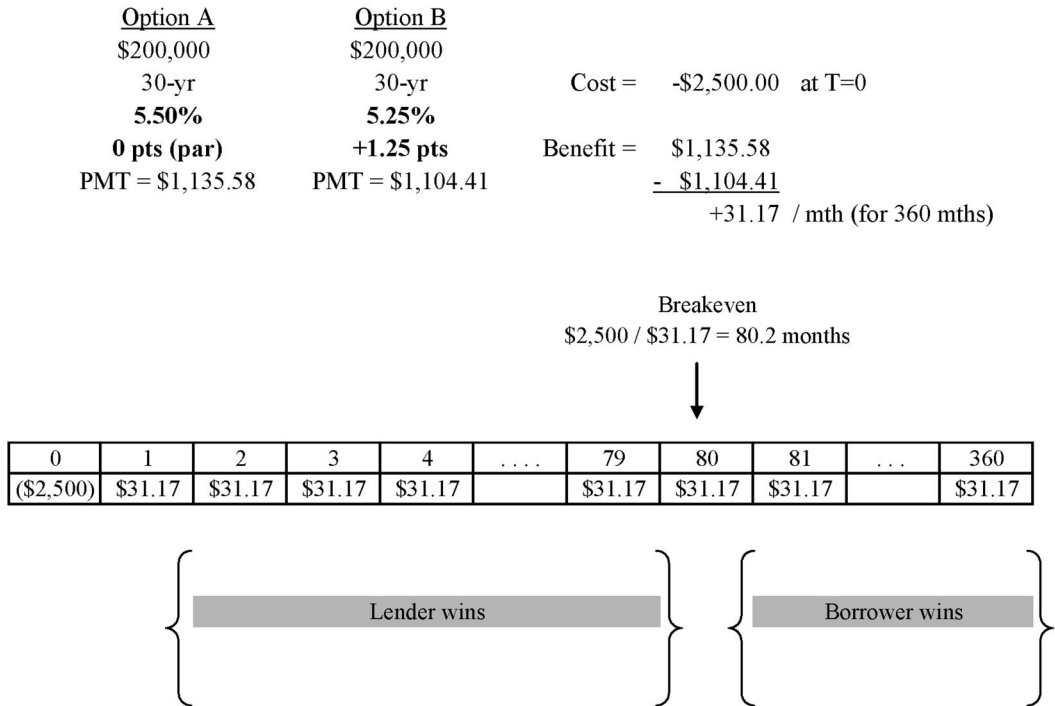 Option A Option B
$200,000 $200,000
30-yr 30-yr Cost = -$2,500.00 at T=0
5.50% 5.25%
0 pts (par) +1.25 pts Benefit = $1,135.58
PMT = $1,135.58 PMT = $1,104.41 - $1,104.41
+31.17 / mth (for 360 mths)
Breakeven
$2,500 / $31.17 = 80.2 months
0 1 2 3 4 . . . . 79 80 81 . . . 360
($2,500) $31.17 $31.17 $31.17 $31.17 $31.17 $31.17 $31.17 $31.17
Lender wins Borrower wins